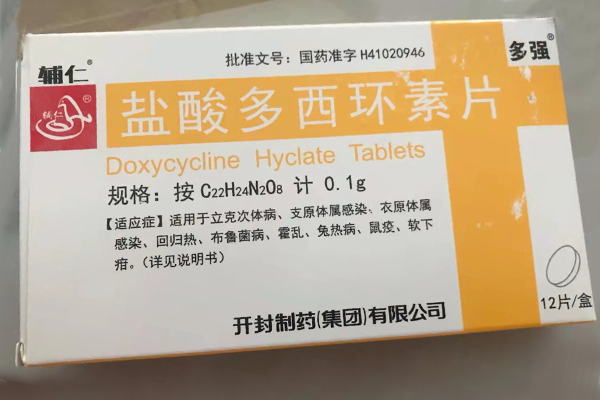 批准文号：国药准字 H41020946
辅仁®
多强®
辅仁®
盐酸多西环素片
Doxycycline Hyclate Tablets
规格：按 C22H24N2O8 计 0.1g
【适应症】适用于立克次体病、支原体属感染、衣原体属
感染、回归热、布鲁菌病、霍乱、兔热病、鼠疫、软下
疳。（详见说明书）
12片/盒
开封制药(集团)有限公司